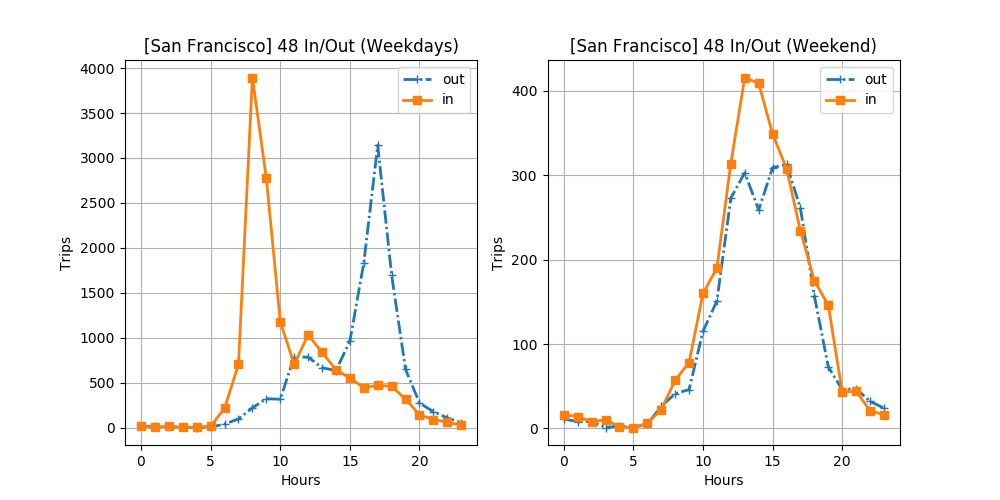 [San Francisco] 48 In/Out (Weekdays)
4000
3500
3000
2500
2000
1500
1000
500
0
Trips
0 5 10 15 20
Hours
out
in
[San Francisco] 48 In/Out (Weekend)
400
300
200
100
0
Trips
0 5 10 15 20
Hours
out
in